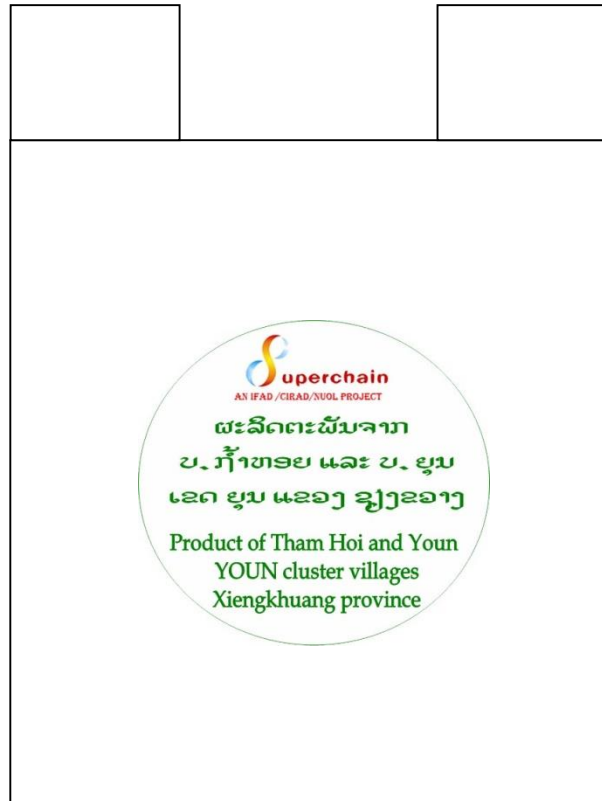 Superchain
AN IFAD /CIRAD/NUOL PROJECT
ຜະລິດຕະພັນຈາກ
ບ. ກ້ຳຫອຍ ແລະ ບ. ຍຸນ
ເຂດ ຍຸນ ແຂວງ ຊຽງຂວາງ
Product of Tham Hoi and Youn
YOUN cluster villages
Xiengkhuang province